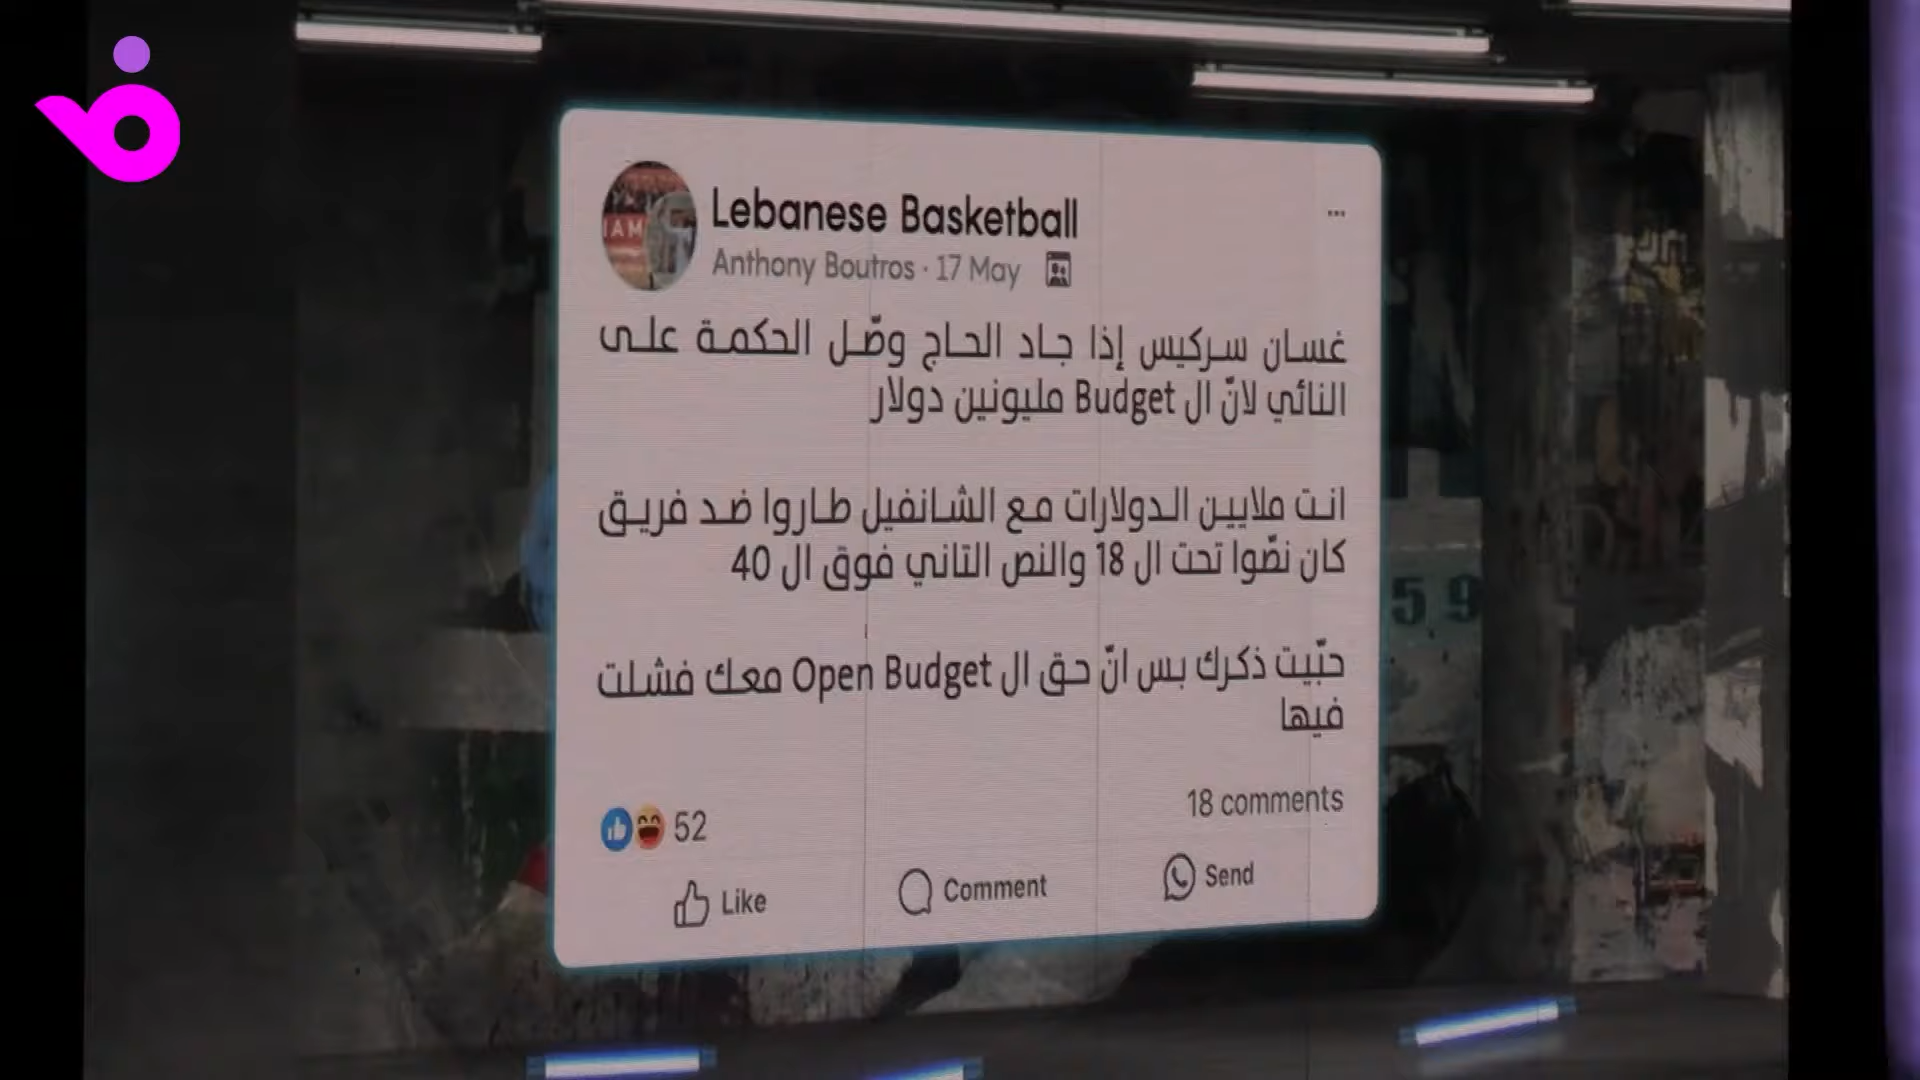 Lebanese Basketball
Anthony Boutros · 17 May
IAM
غسان سركيس إذا جاد الحاج وصّل الحكمة على
النائي لانّ ال Budget مليونين دولار
انت ملايين الدولارات مع الشانفيل طاروا ضد فريق
كان نصّوا تحت ال 18 والنص التاني فوق ال 40
حبّيت ذكرك بس انّ حق ال Open Budget معك فشلت
فيها
52
18 comments
Like
Comment
Send
59